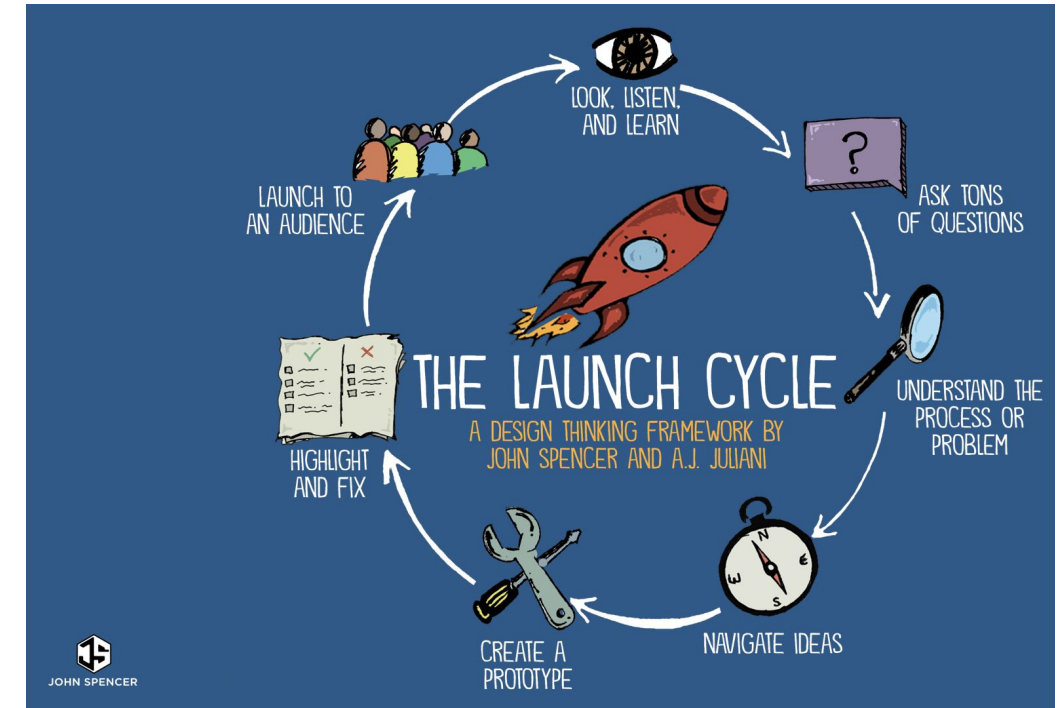 LOOK, LISTEN,
AND LEARN
?
ASK TONS
OF QUESTIONS
UNDERSTAND THE
PROCESS OR
PROBLEM
N
E
S
W
NAVIGATE IDEAS
CREATE A
PROTOTYPE
HIGHLIGHT
AND FIX
LAUNCH TO
AN AUDIENCE
THE LAUNCH CYCLE
A DESIGN THINKING FRAMEWORK BY
JOHN SPENCER AND A.J. JULIANI
JS
JOHN SPENCER